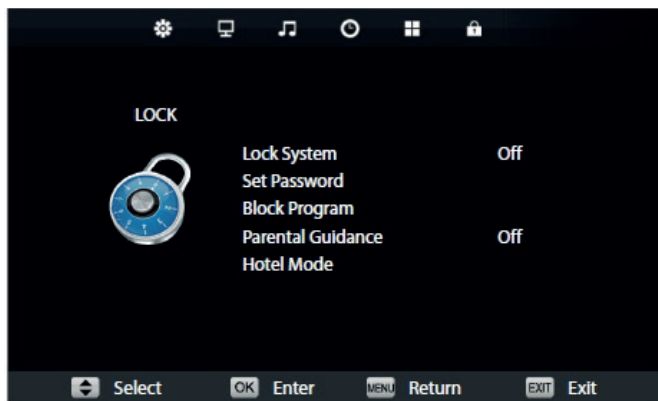 LOCK
Lock System Off
Set Password
Block Program
Parental Guidance Off
Hotel Mode
Select OK Enter MENU Return EXIT Exit